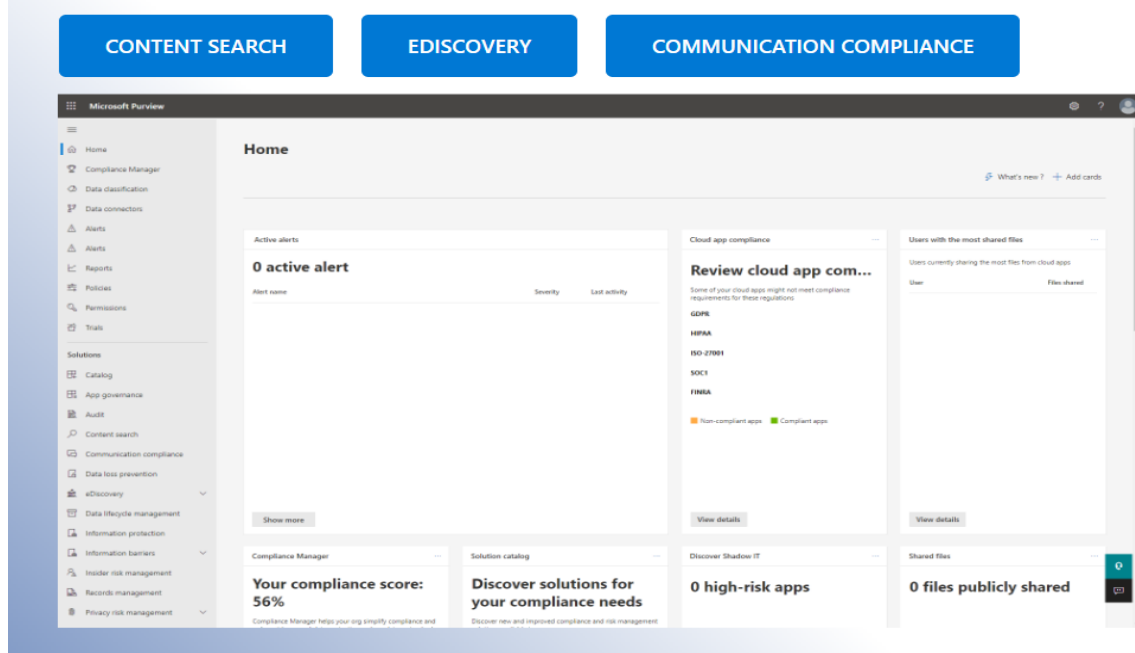 CONTENT SEARCH
EDISCOVERY
COMMUNICATION COMPLIANCE
Microsoft Purview
?
Home
Compliance Manager
Data classification
Data connectors
Alerts
Alerts
Reports
Policies
Permissions
Trials
Solutions
Catalog
App governance
Audit
Content search
Communication compliance
Data loss prevention
eDiscovery
Data lifecycle management
Information protection
Information barriers
Insider risk management
Records management
Privacy risk management
Home
What's new ? Add cards
Active alerts
0 active alert
Alert name Severity Last activity
Show more
Cloud app compliance
Review cloud app com...
Some of your cloud apps might not meet compliance
requirements for these regulations
GDPR
HIPAA
ISO-27001
SOC1
FINRA
Non-compliant apps Compliant apps
View details
Users with the most shared files
Users currently sharing the most files from cloud apps
User Files shared
View details
Compliance Manager
Your compliance score:
56%
Compliance Manager helps your org simplify compliance and
Solution catalog
Discover solutions for
your compliance needs
Discover new and improved compliance and risk management
Discover Shadow IT
0 high-risk apps
Shared files
0 files publicly shared